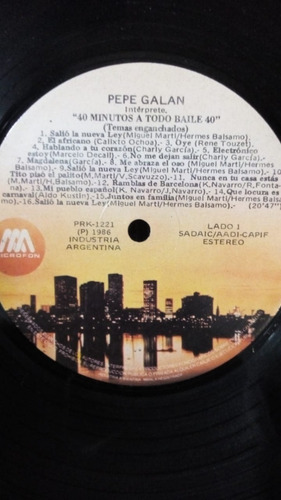 PEPE GALAN
Intérprete.
"40 MINUTOS A TODO BAILE 40"
(Temas enganchados)
1.-Salió la nueva Ley(Miguel Martí/Hermes Balsamo).-
2.- El africano (Calixto Ochoa).- 3.- Oye (René Touzet).-
4.- Hablando a tu corazón(Charly García).- 5.- Electrónico
estoy (Marcelo Decall).- 6.- No me dejan salir(Charly García).-
7.- Magdalena(García).- 8.- Me abraza el oso (Miguel Martí/Hermes
Balsamo).- 9.- Salió la nueva Ley(Miguel Martí/Hermes Balsamo).- 10
Tito pisó el palito(M.Martí/V.Scavuzzo).-11.- Nunca en tu casa estás
(M.Martí/H.Balsamo).- 12.- Ramblas de Barcelona(K.Navarro/R.Fonta-
na).- 13.-Mi pueblo español(K. Navarro/J.Navarro).- 14.-Que locura es
carnaval(Aldo Kustin).- 15.-Juntos en familia(Miguel Martí/Hermes Bal-
samo).-16.-Salió la nueva Ley(Miguel Martí/Hermes Balsamo).- (20'47")
PRK-1221
(P) 1986
INDUSTRIA
ARGENTINA
LADO 1
SADAIC/AADI-CAPIF
ESTEREO
MICROFON